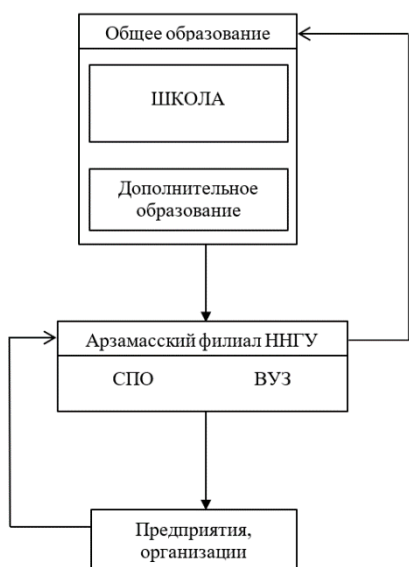 Общее образование
ШКОЛА
Дополнительное
образование
Арзамасский филиал ННГУ
СПО ВУЗ
Предприятия,
организации